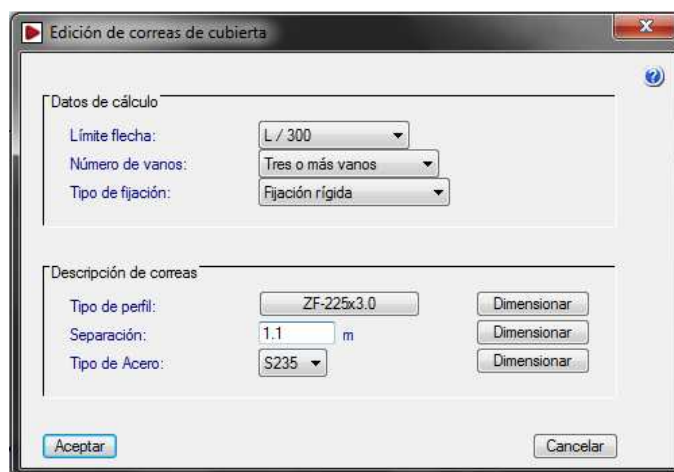 Edición de correas de cubierta
Datos de cálculo
Límite flecha: L / 300
Número de vanos: Tres o más vanos
Tipo de fijación: Fijación rígida
Descripción de correas
Tipo de perfil: ZF-225x3.0 Dimensionar
Separación: 1.1 m Dimensionar
Tipo de Acero: S235 Dimensionar
Aceptar Cancelar